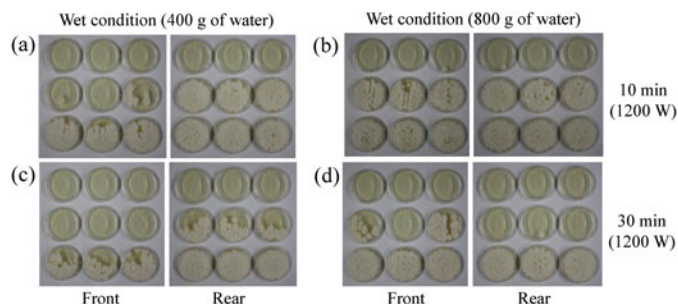 Wet condition (400 g of water)
Wet condition (800 g of water)
(a)
(b)
10 min
(1200 W)
(c)
(d)
30 min
(1200 W)
Front
Rear
Front
Rear